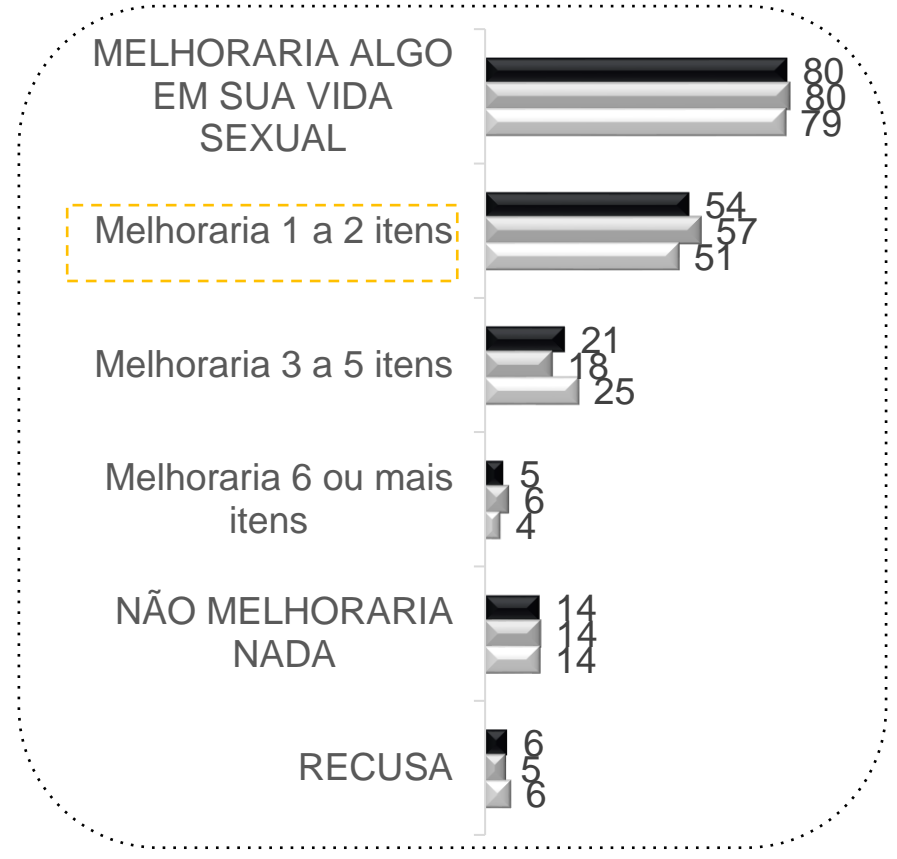 MELHORARIA ALGO
EM SUA VIDA
SEXUAL
80
80
79
Melhoraria 1 a 2 itens
54
57
51
Melhoraria 3 a 5 itens
21
18
25
Melhoraria 6 ou mais
itens
5
6
4
NÃO MELHORARIA
NADA
14
14
14
RECUSA
6
5
6